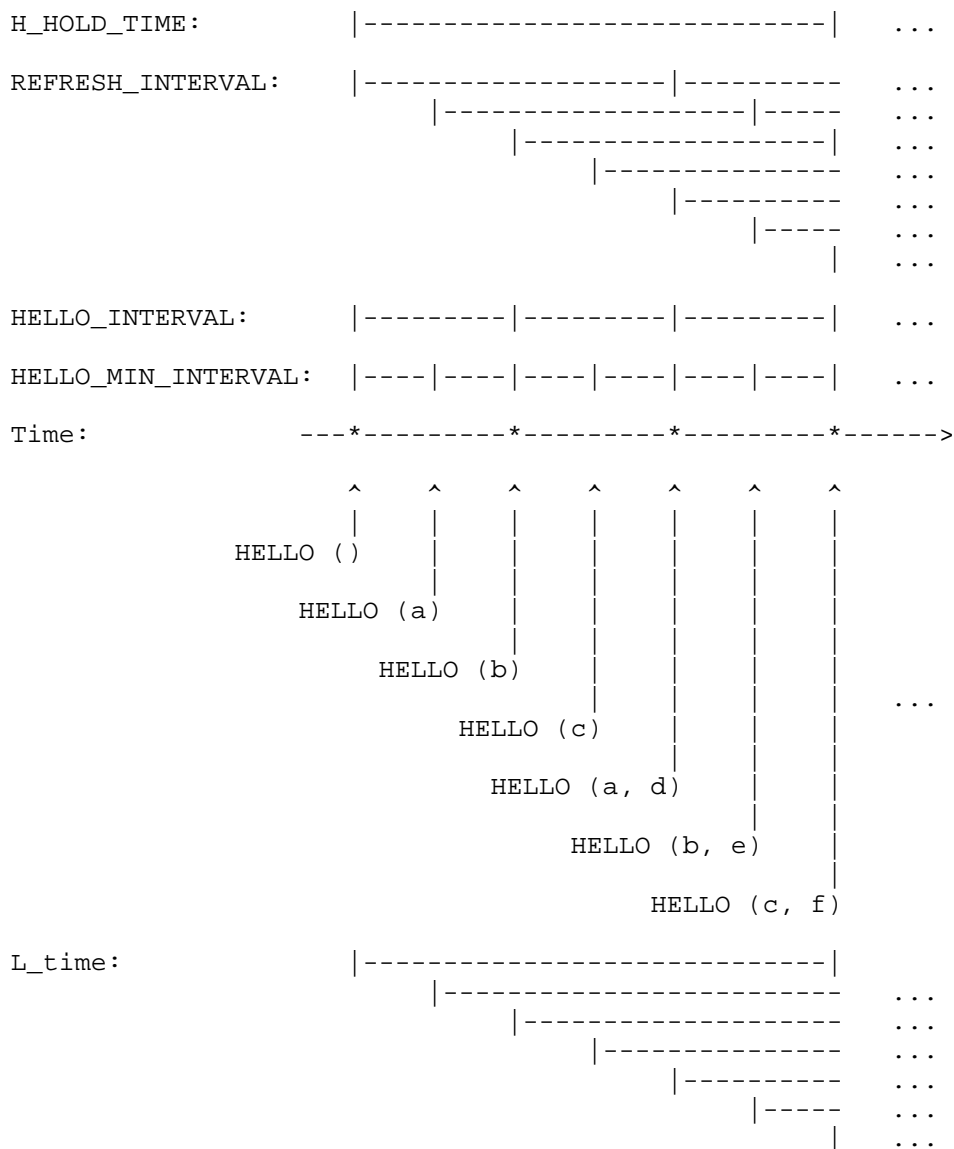 H_HOLD_TIME:           |-----------------------------|    ...
REFRESH_INTERVAL:    |-------------------|----------    ...
                          |-------------------|-----    ...
                               |-------------------|    ...
                                    |---------------    ...
                                         |----------    ...
                                              |-----    ...
                                                   |    ...
HELLO_INTERVAL:      |---------|---------|---------|    ...
HELLO_MIN_INTERVAL:  |----|----|----|----|----|----|    ...
Time:             ---*---------*---------*---------*------>
                     ^    ^    ^    ^    ^    ^    ^
                     |    |    |    |    |    |    |
              HELLO ()    |    |    |    |    |    |
                          |    |    |    |    |    |
                  HELLO (a)    |    |    |    |    |
                               |    |    |    |    |
                       HELLO (b)    |    |    |    |
                                    |    |    |    |    ...
                            HELLO (c)    |    |    |
                                         |    |    |
                              HELLO (a, d)    |    |
                                              |    |
                                   HELLO (b, e)    |
                                                   |
                                        HELLO (c, f)
L_time:              |-----------------------------|
                          |-------------------------    ...
                               |--------------------    ...
                                    |---------------    ...
                                         |----------    ...
                                              |-----    ...
                                                   |    ...